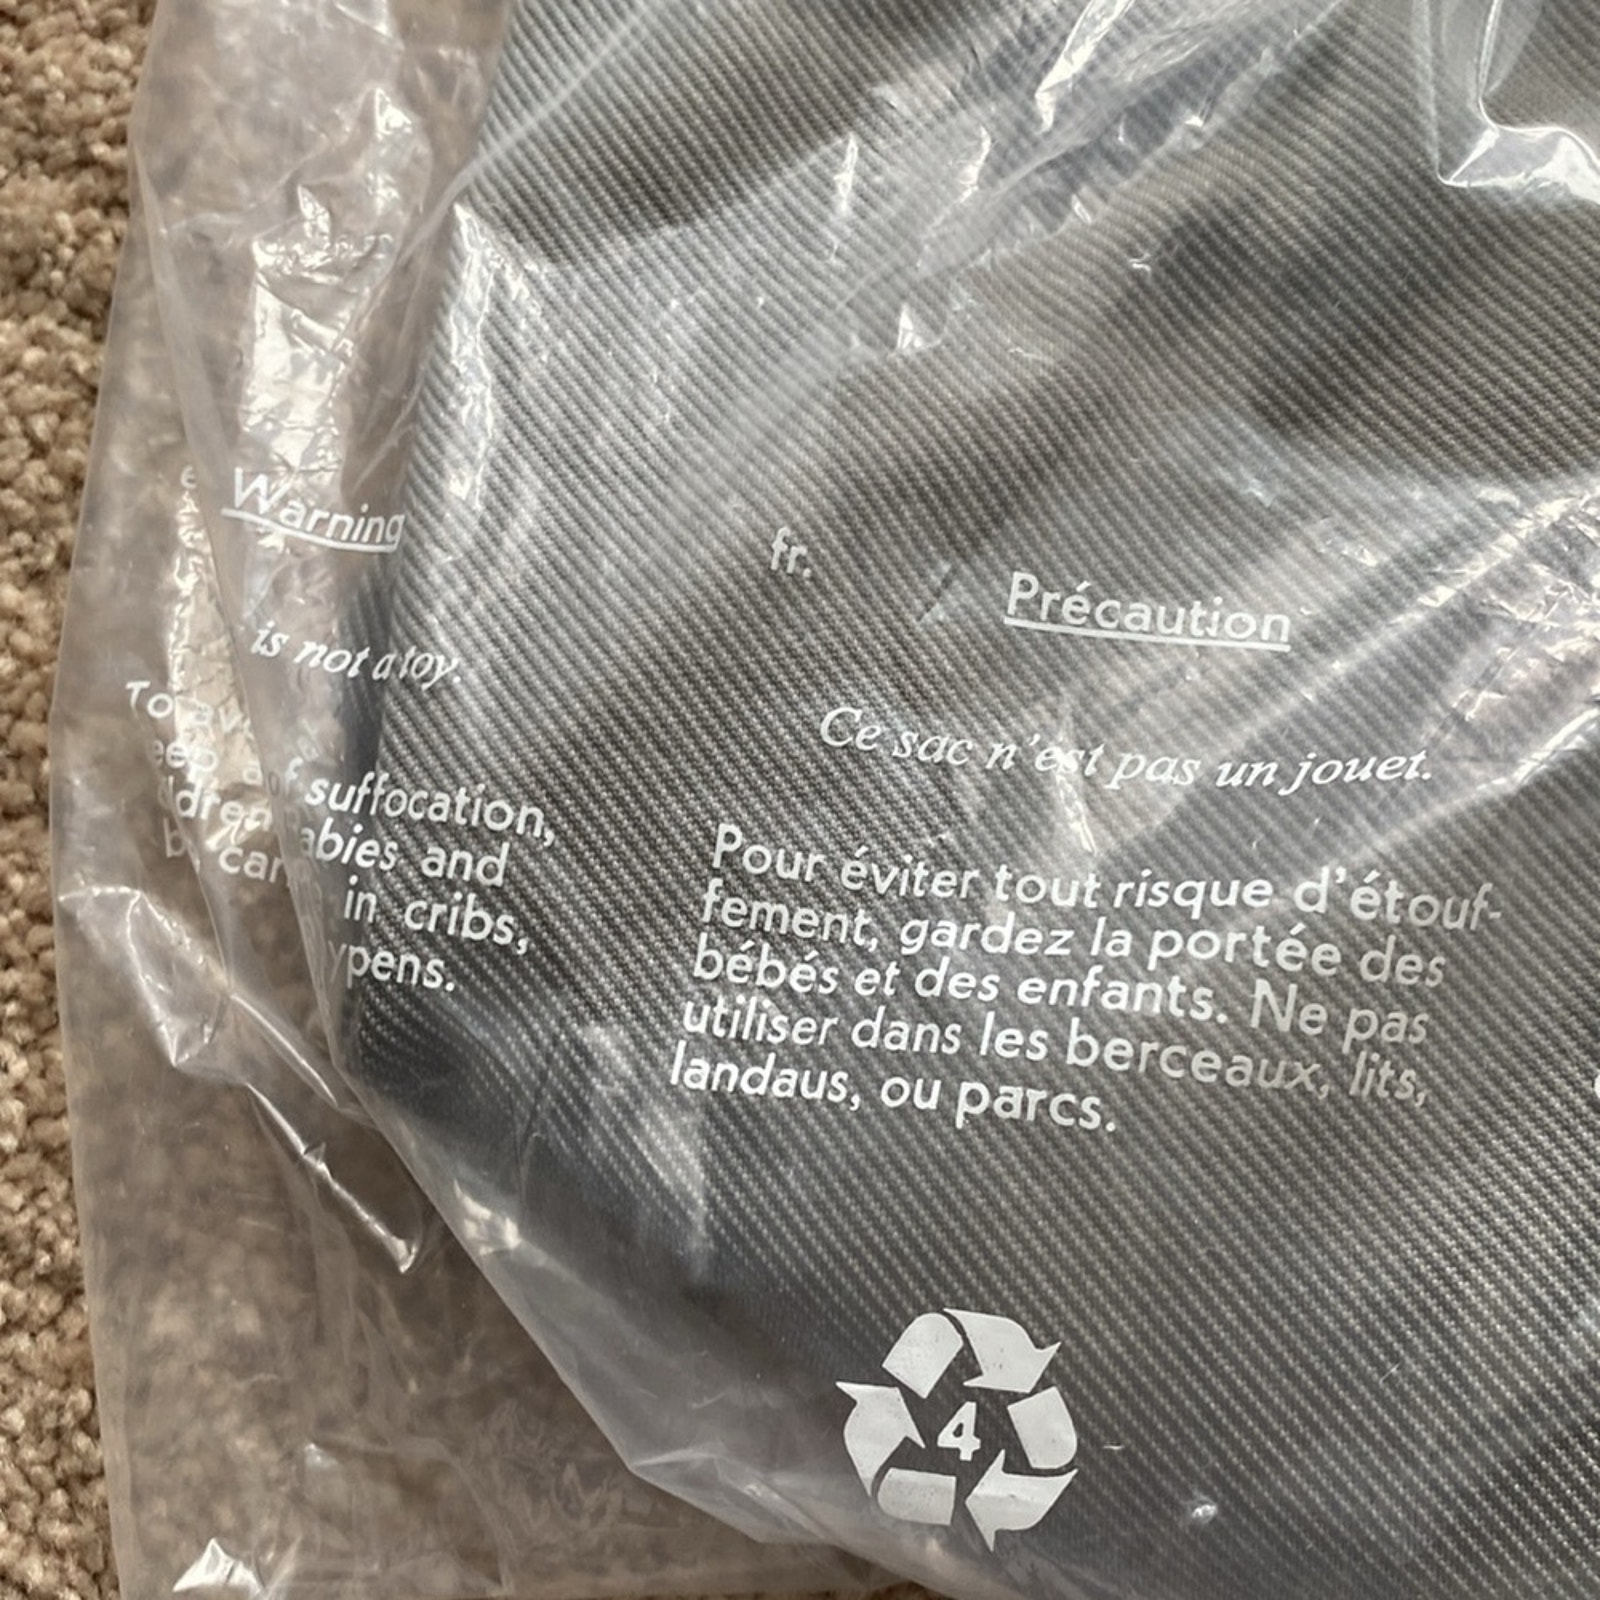 Warning
is not a toy.
suffocation,
and
in cribs,
fr.
Précaution
Ce sac n'est pas un jouet.
Pour éviter tout risque d'étouf-
fement, gardez la portée des
bébés et des enfants. Ne pas
utiliser dans les berceaux, lits,
landaus, ou parcs.
4